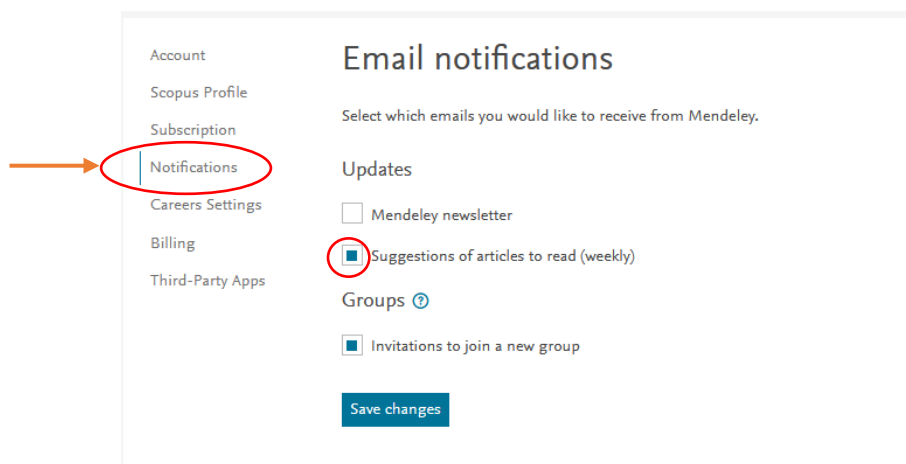 Account
Scopus Profile
Subscription
Notifications
Careers Settings
Billing
Third-Party Apps
Email notifications
Select which emails you would like to receive from Mendeley.
Updates
Mendeley newsletter
Suggestions of articles to read (weekly)
Groups ?
Invitations to join a new group
Save changes